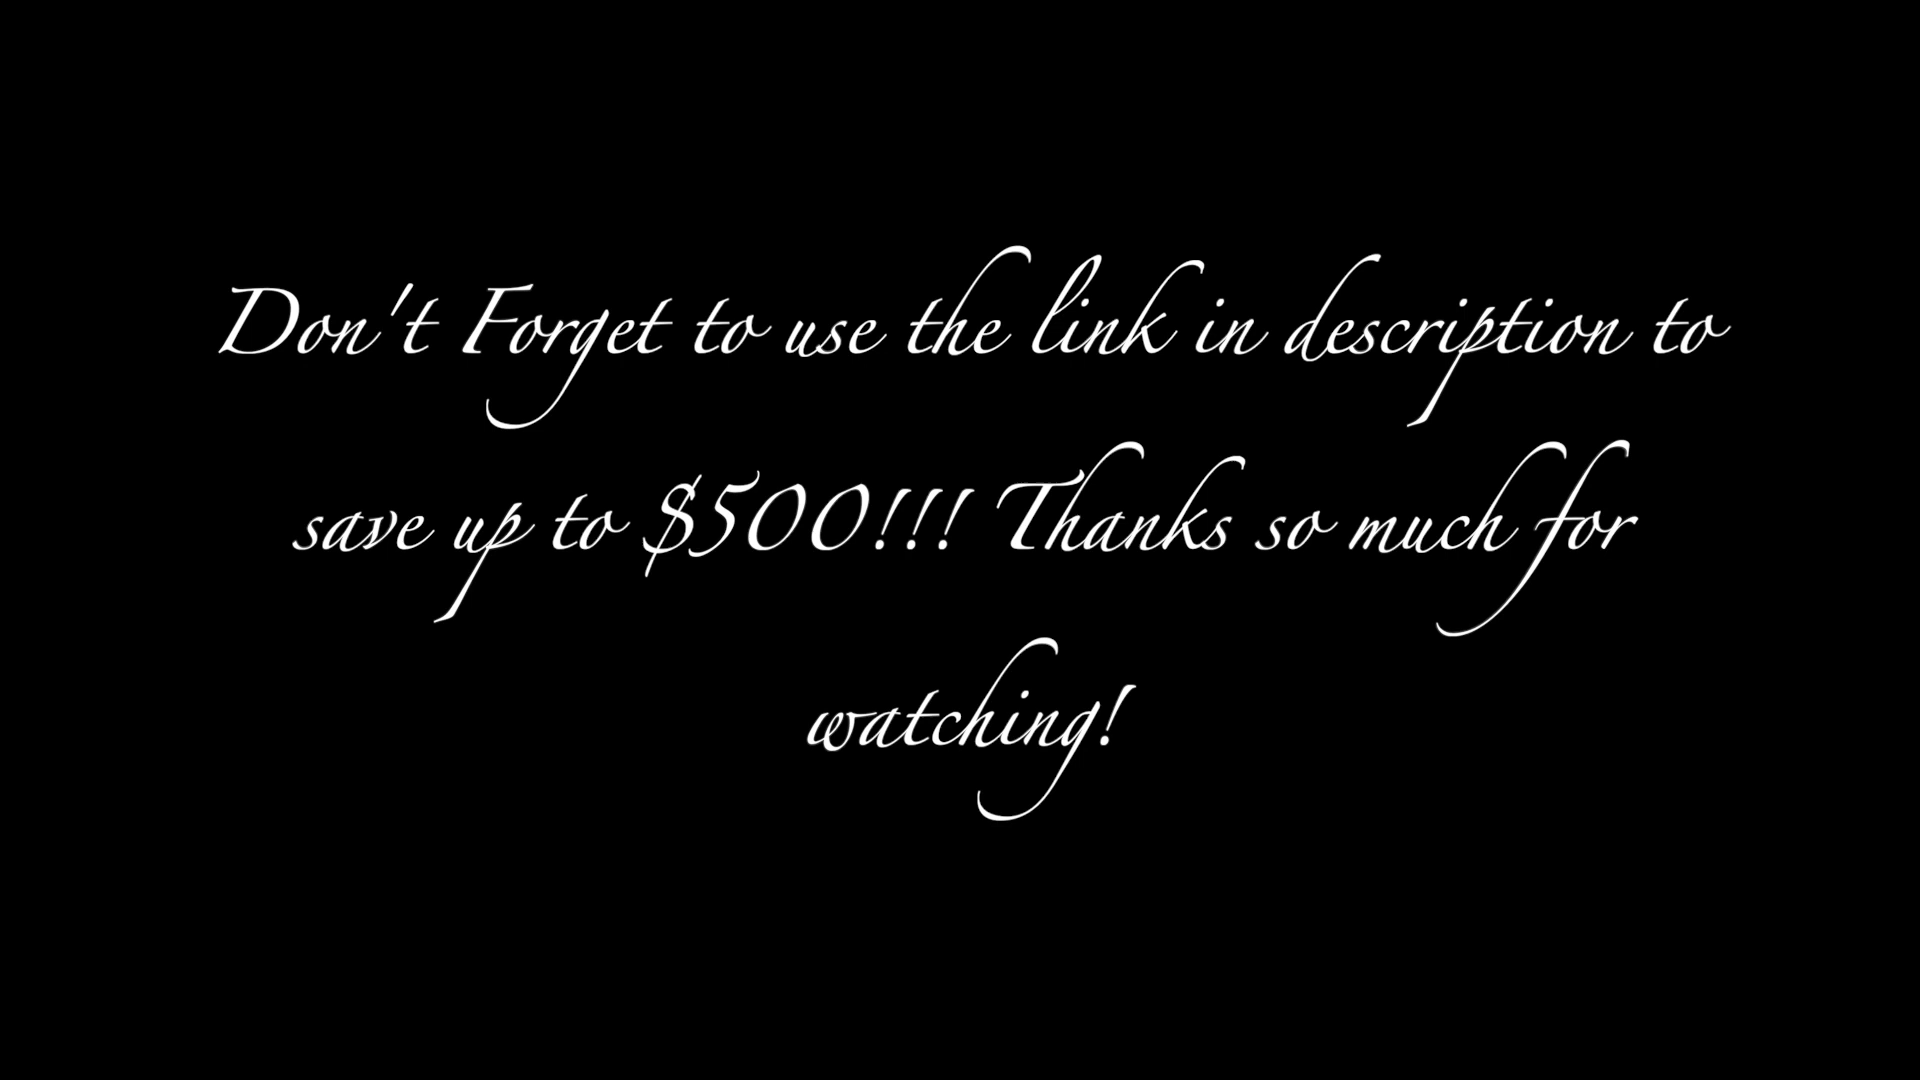 Don't Forget to use the link in description to
save up to $500!!! Thanks so much for
watching!